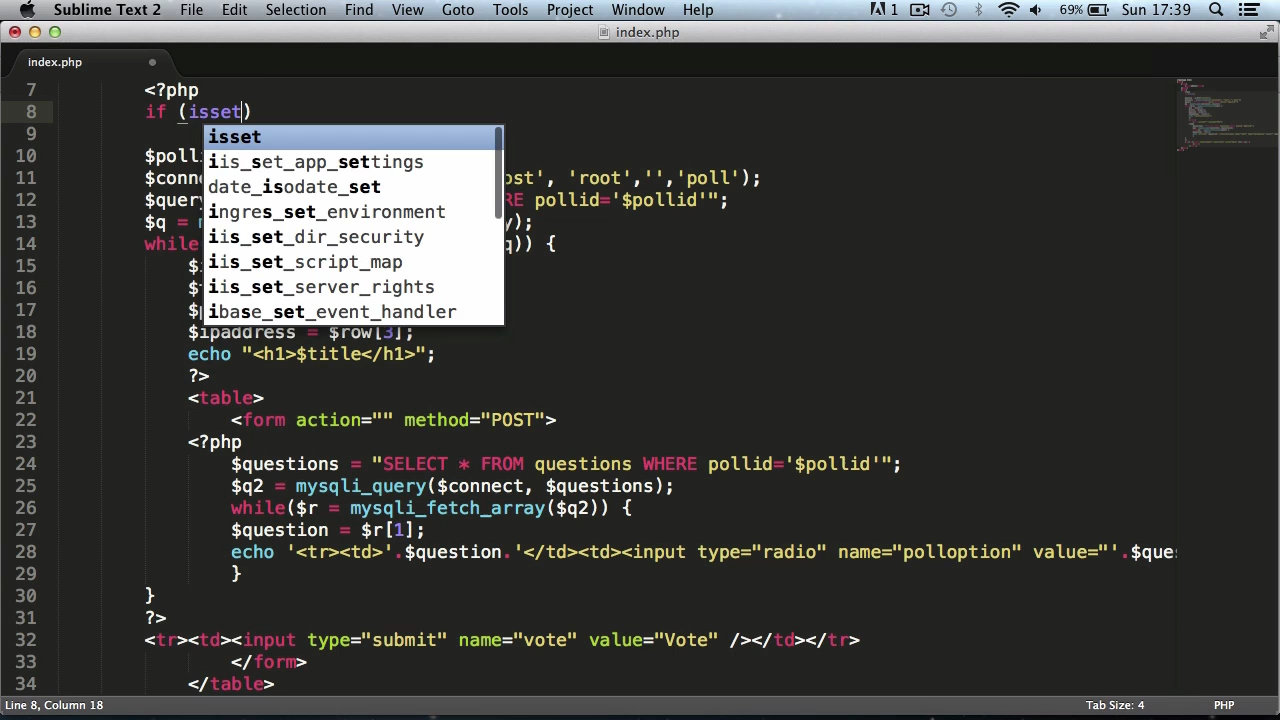 Sublime Text 2 File Edit Selection Find View Goto Tools Project Window Help 1 69% Sun 17:39
index.php
index.php
7 <?php
8 if (isset)
isset
9
iis_set_app_settings
10 $poll
date_isodate_set
11 $conne ost', 'root','','poll');
ingres_set_environment
12 $query RE pollid='$pollid'";
iis_set_dir_security
13 $q = m y);
14 while q)) {
iis_set_script_map
15 $
iis_set_server_rights
16 $
ibase_set_event_handler
17 $
18 $ipaddress = $row[3];
19 echo "<h1>$title</h1>";
20 ?>
21 <table>
22 <form action="" method="POST">
23 <?php
24 $questions = "SELECT * FROM questions WHERE pollid='$pollid'";
25 $q2 = mysqli_query($connect, $questions);
26 while($r = mysqli_fetch_array($q2)) {
27 $question = $r[1];
28 echo '<tr><td>'.$question.'</td><td><input type="radio" name="polloption" value="'.$que
29 }
30 }
31 ?>
32 <tr><td><input type="submit" name="vote" value="Vote" /></td></tr>
33 </form>
34 </table>
Line 8, Column 18 Tab Size: 4 PHP